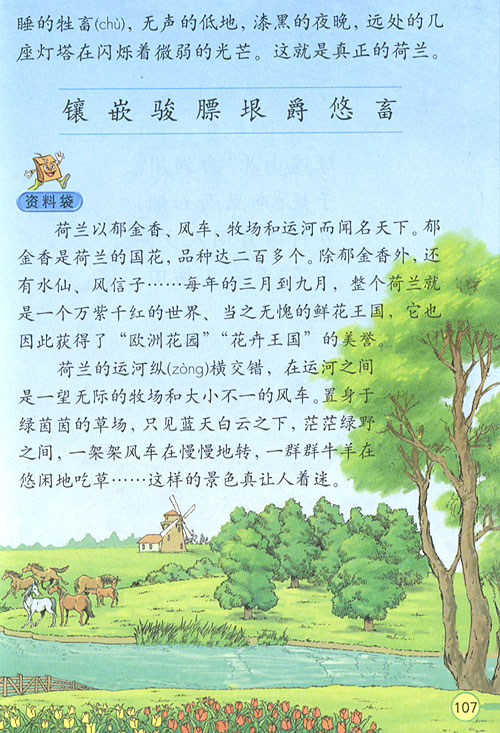 睡的牲畜(chù)，无声的低地，漆黑的夜晚，远处的几
座灯塔在闪烁着微弱的光芒。这就是真正的荷兰。
镶 嵌 骏 膘 垠 爵 悠 畜
资料袋
荷兰以郁金香、风车、牧场和运河而闻名天下。郁
金香是荷兰的国花，品种达二百多个。除郁金香外，还
有水仙、风信子……每年的三月到九月，整个荷兰就
是一个万紫千红的世界、当之无愧的鲜花王国，它也
因此获得了“欧洲花园”“花卉王国”的美誉。
荷兰的运河纵(zòng)横交错，在运河之间
是一望无际的牧场和大小不一的风车。置身于
绿茵茵的草场，只见蓝天白云之下，茫茫绿野
之间，一架架风车在慢慢地转，一群群牛羊在
悠闲地吃草……这样的景色真让人着迷。
107